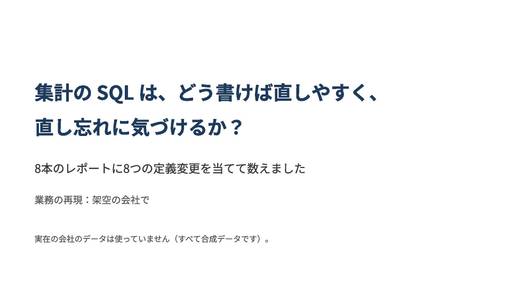 集計の SQL は、どう書けば直しやすく、
直し忘れに気づけるか？
8本のレポートに8つの定義変更を当てて数えました
業務の再現：架空の会社で
実在の会社のデータは使っていません（すべて合成データです）。